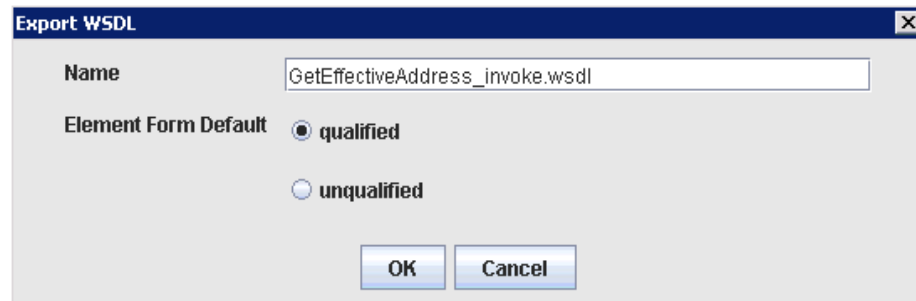 Export WSDL
Name GetEffectiveAddress_invoke.wsdl
Element Form Default qualified
unqualified
OK Cancel